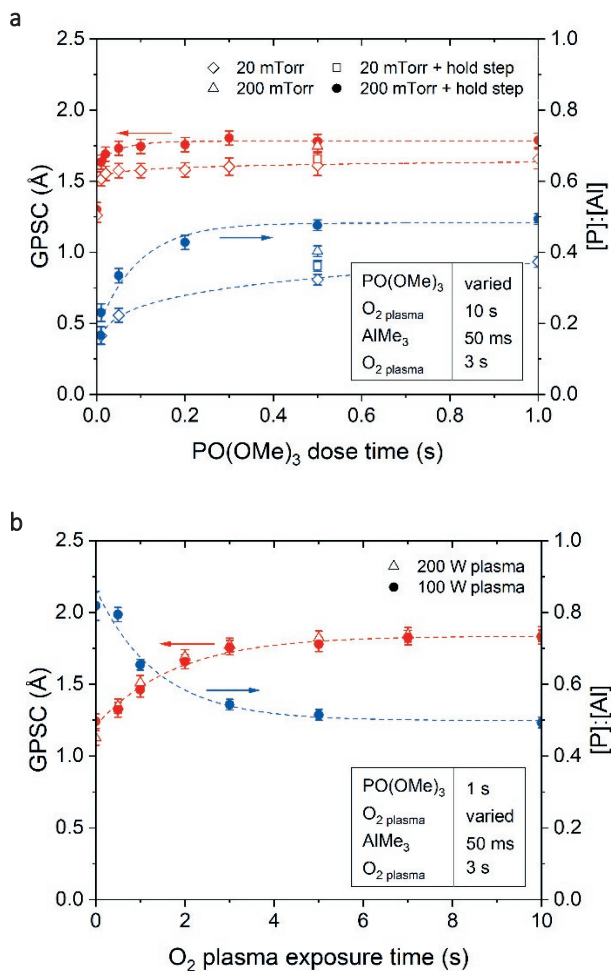 a
2.5
2.0
1.5
1.0
0.5
0.0
GPSC (Å)
1.0
0.8
0.6
0.4
0.2
0.0
[P]:[Al]
20 mTorr
20 mTorr + hold step
200 mTorr
200 mTorr + hold step
PO(OMe)3 varied
O2 plasma 10 s
AlMe3 50 ms
O2 plasma 3 s
0.0 0.2 0.4 0.6 0.8 1.0
PO(OMe)3 dose time (s)
b
2.5
2.0
1.5
1.0
0.5
0.0
GPSC (Å)
1.0
0.8
0.6
0.4
0.2
0.0
[P]:[Al]
200 W plasma
100 W plasma
PO(OMe)3 1 s
O2 plasma varied
AlMe3 50 ms
O2 plasma 3 s
0 2 4 6 8 10
O2 plasma exposure time (s)